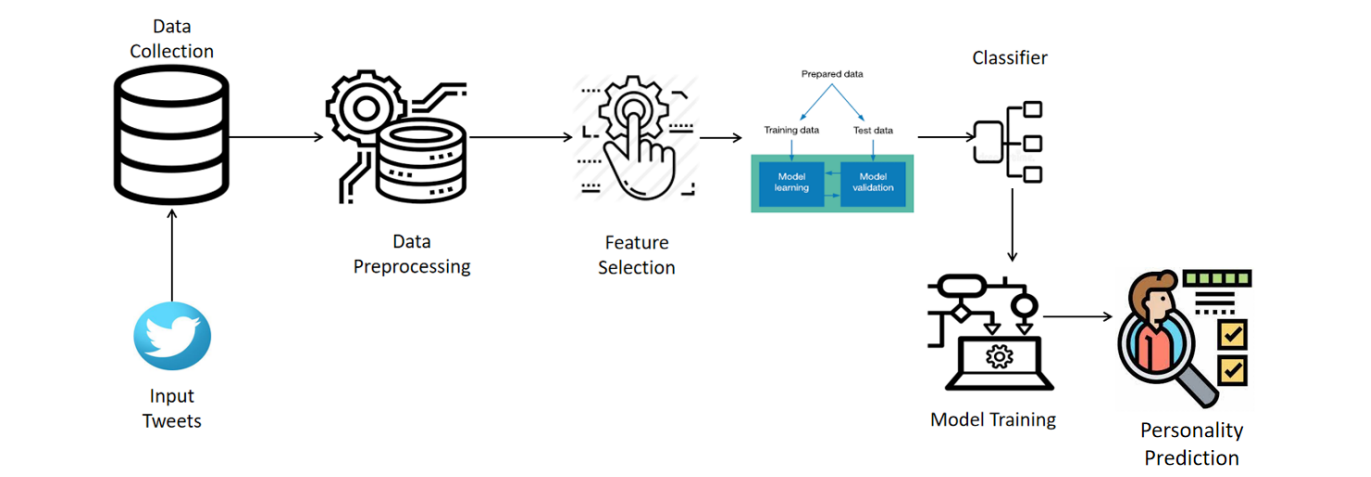 Data
Collection
Data
Preprocessing
Input
Tweets
Feature
Selection
Prepared data
Training data
Test data
Model
learning
Model
validation
Classifier
Model Training
Personality
Prediction